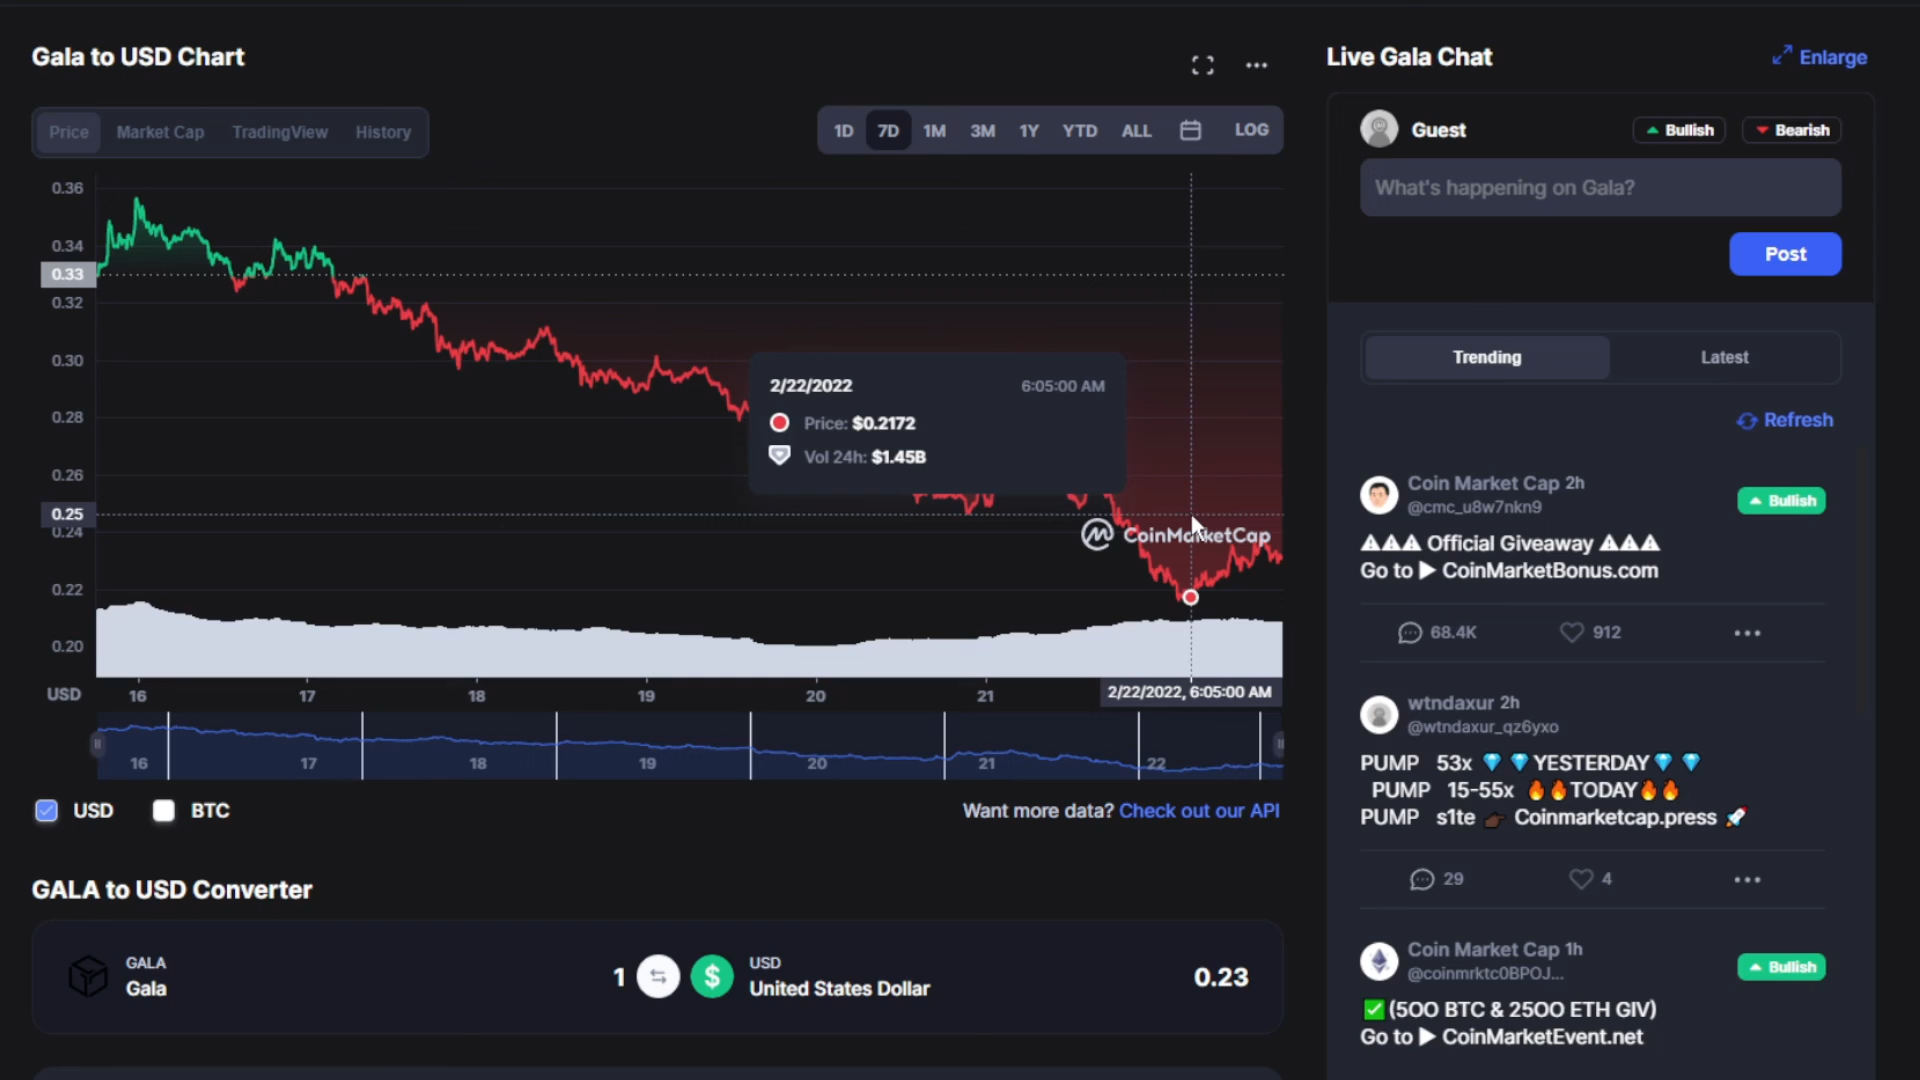 Gala to USD Chart
Price Market Cap TradingView History
1D 7D 1M 3M 1Y YTD ALL LOG
0.36
0.34
0.33
0.32
0.30
0.28
0.26
0.25
0.24
0.22
0.20
2/22/2022 6:05:00 AM
Price: $0.2172
Vol 24h: $1.45B
CoinMarketCap
USD 16 17 18 19 20 21 2/22/2022, 6:05:00 AM
16 17 18 19 20 21 22
USD BTC
Want more data? Check out our API
GALA to USD Converter
GALA
Gala
1
USD
United States Dollar
0.23
Live Gala Chat
Enlarge
Guest
Bullish
Bearish
What's happening on Gala?
Post
Trending Latest
Refresh
Coin Market Cap 2h
@cmc_u8w7nkn9
Bullish
⚠⚠⚠ Official Giveaway ⚠⚠⚠
Go to ▶ CoinMarketBonus.com
68.4K 912
wtndaxur 2h
@wtndaxur_qz6yxo
PUMP 53x 💎 💎 YESTERDAY 💎 💎
PUMP 15-55x 🔥🔥TODAY🔥🔥
PUMP s1te 👉🏿 Coinmarketcap.press 🚀
29 4
Coin Market Cap 1h
@coinmrktc0BPOJ...
Bullish
✅ (5OO BTC & 25OO ETH GIV)
Go to ▶ CoinMarketEvent.net